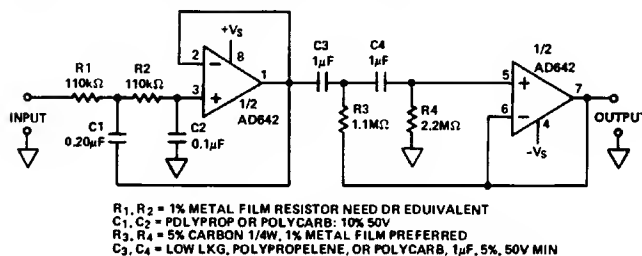 R1
110kΩ
R2
110kΩ
INPUT
C1
0.20µF
C2
0.1µF
+VS
2
8
1
3
1/2
AD642
C3
1µF
C4
1µF
R3
1.1MΩ
R4
2.2MΩ
1/2
AD642
5
7
6
4
-VS
OUTPUT
R1, R2 = 1% METAL FILM RESISTOR NEED DR EQUIVALENT
C1, C2 = PDLYPROP OR POLYCARB: 10% 50V
R3, R4 = 5% CARBON 1/4W, 1% METAL FILM PREFERRED
C3, C4 = LOW LKG, POLYPROPELENE, OR POLYCARB, 1µF, 5%, 50V MIN